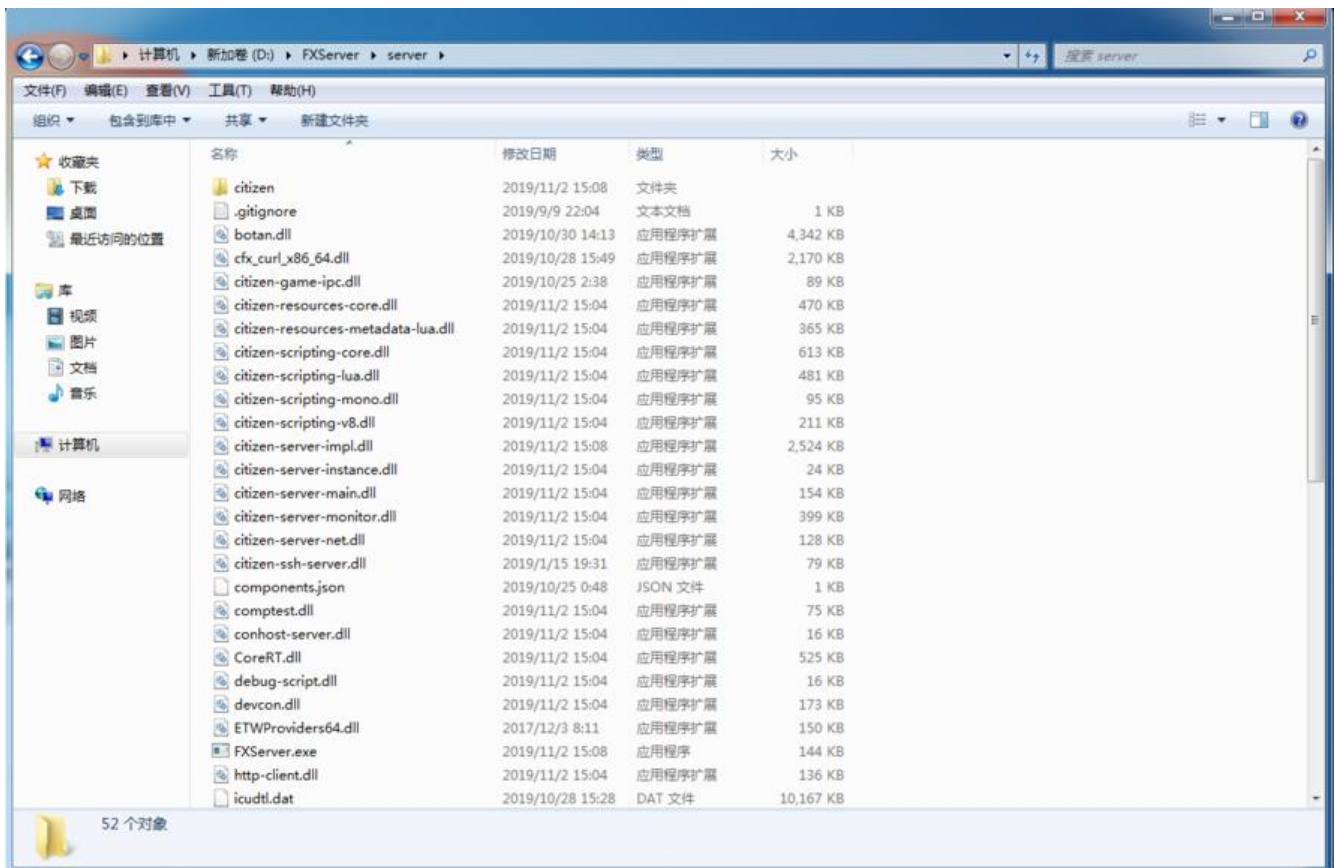 计算机 新加卷 (D:) FXServer server 搜索 server
文件(F) 编辑(E) 查看(V) 工具(T) 帮助(H)
组织 包含到库中 共享 新建文件夹
收藏夹
下载
桌面
最近访问的位置
库
视频
图片
文档
音乐
计算机
网络
名称 修改日期 类型 大小
citizen 2019/11/2 15:08 文件夹
.gitignore 2019/9/9 22:04 文本文档 1 KB
botan.dll 2019/10/30 14:13 应用程序扩展 4,342 KB
cfx_curl_x86_64.dll 2019/10/28 15:49 应用程序扩展 2,170 KB
citizen-game-ipc.dll 2019/10/25 2:38 应用程序扩展 89 KB
citizen-resources-core.dll 2019/11/2 15:04 应用程序扩展 470 KB
citizen-resources-metadata-lua.dll 2019/11/2 15:04 应用程序扩展 365 KB
citizen-scripting-core.dll 2019/11/2 15:04 应用程序扩展 613 KB
citizen-scripting-lua.dll 2019/11/2 15:04 应用程序扩展 481 KB
citizen-scripting-mono.dll 2019/11/2 15:04 应用程序扩展 95 KB
citizen-scripting-v8.dll 2019/11/2 15:04 应用程序扩展 211 KB
citizen-server-impl.dll 2019/11/2 15:08 应用程序扩展 2,524 KB
citizen-server-instance.dll 2019/11/2 15:04 应用程序扩展 24 KB
citizen-server-main.dll 2019/11/2 15:04 应用程序扩展 154 KB
citizen-server-monitor.dll 2019/11/2 15:04 应用程序扩展 399 KB
citizen-server-net.dll 2019/11/2 15:04 应用程序扩展 128 KB
citizen-ssh-server.dll 2019/1/15 19:31 应用程序扩展 79 KB
components.json 2019/10/25 0:48 JSON 文件 1 KB
comptest.dll 2019/11/2 15:04 应用程序扩展 75 KB
conhost-server.dll 2019/11/2 15:04 应用程序扩展 16 KB
CoreRT.dll 2019/11/2 15:04 应用程序扩展 525 KB
debug-script.dll 2019/11/2 15:04 应用程序扩展 16 KB
devcon.dll 2019/11/2 15:04 应用程序扩展 173 KB
ETWProviders64.dll 2017/12/3 8:11 应用程序扩展 150 KB
FXServer.exe 2019/11/2 15:08 应用程序 144 KB
http-client.dll 2019/11/2 15:04 应用程序扩展 136 KB
icudtl.dat 2019/10/28 15:28 DAT 文件 10,167 KB
52 个对象